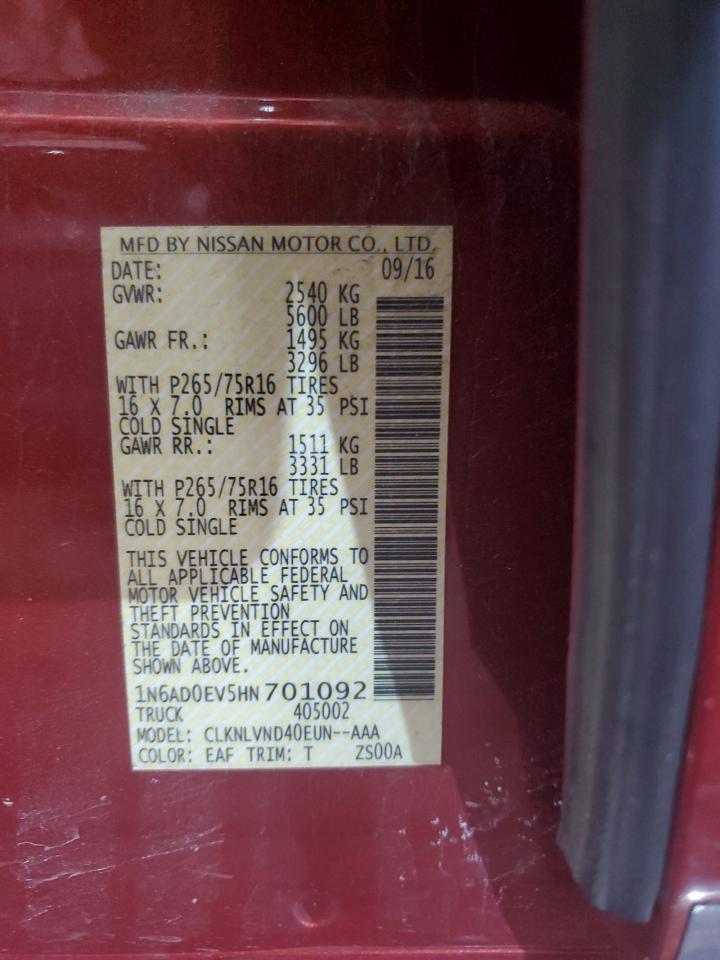 MFD BY NISSAN MOTOR CO., LTD.
DATE: 09/16
GVWR: 2540 KG
5600 LB
GAWR FR.: 1495 KG
3296 LB
WITH P265/75R16 TIRES
16 X 7.0 RIMS AT 35 PSI
COLD SINGLE
GAWR RR.: 1511 KG
3331 LB
WITH P265/75R16 TIRES
16 X 7.0 RIMS AT 35 PSI
COLD SINGLE
THIS VEHICLE CONFORMS TO
ALL APPLICABLE FEDERAL
MOTOR VEHICLE SAFETY AND
THEFT PREVENTION
STANDARDS IN EFFECT ON
THE DATE OF MANUFACTURE
SHOWN ABOVE.
1N6AD0EV5HN701092
TRUCK 405002
MODEL: CLKNLVND40EUN--AAA
COLOR: EAF TRIM: T ZS00A